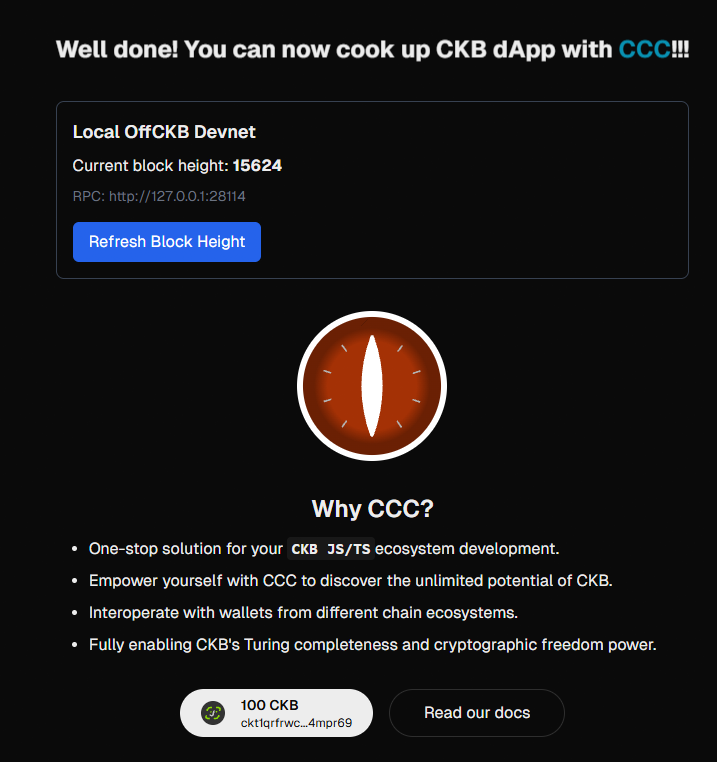 Well done! You can now cook up CKB dApp with CCC!!!
Local OffCKB Devnet
Current block height: 15624
RPC: http://127.0.0.1:28114
Refresh Block Height
Why CCC?
• One-stop solution for your CKB JS/TS ecosystem development.
• Empower yourself with CCC to discover the unlimited potential of CKB.
• Interoperate with wallets from different chain ecosystems.
• Fully enabling CKB's Turing completeness and cryptographic freedom power.
100 CKB
ckt1qrfrwc...4mpr69
Read our docs